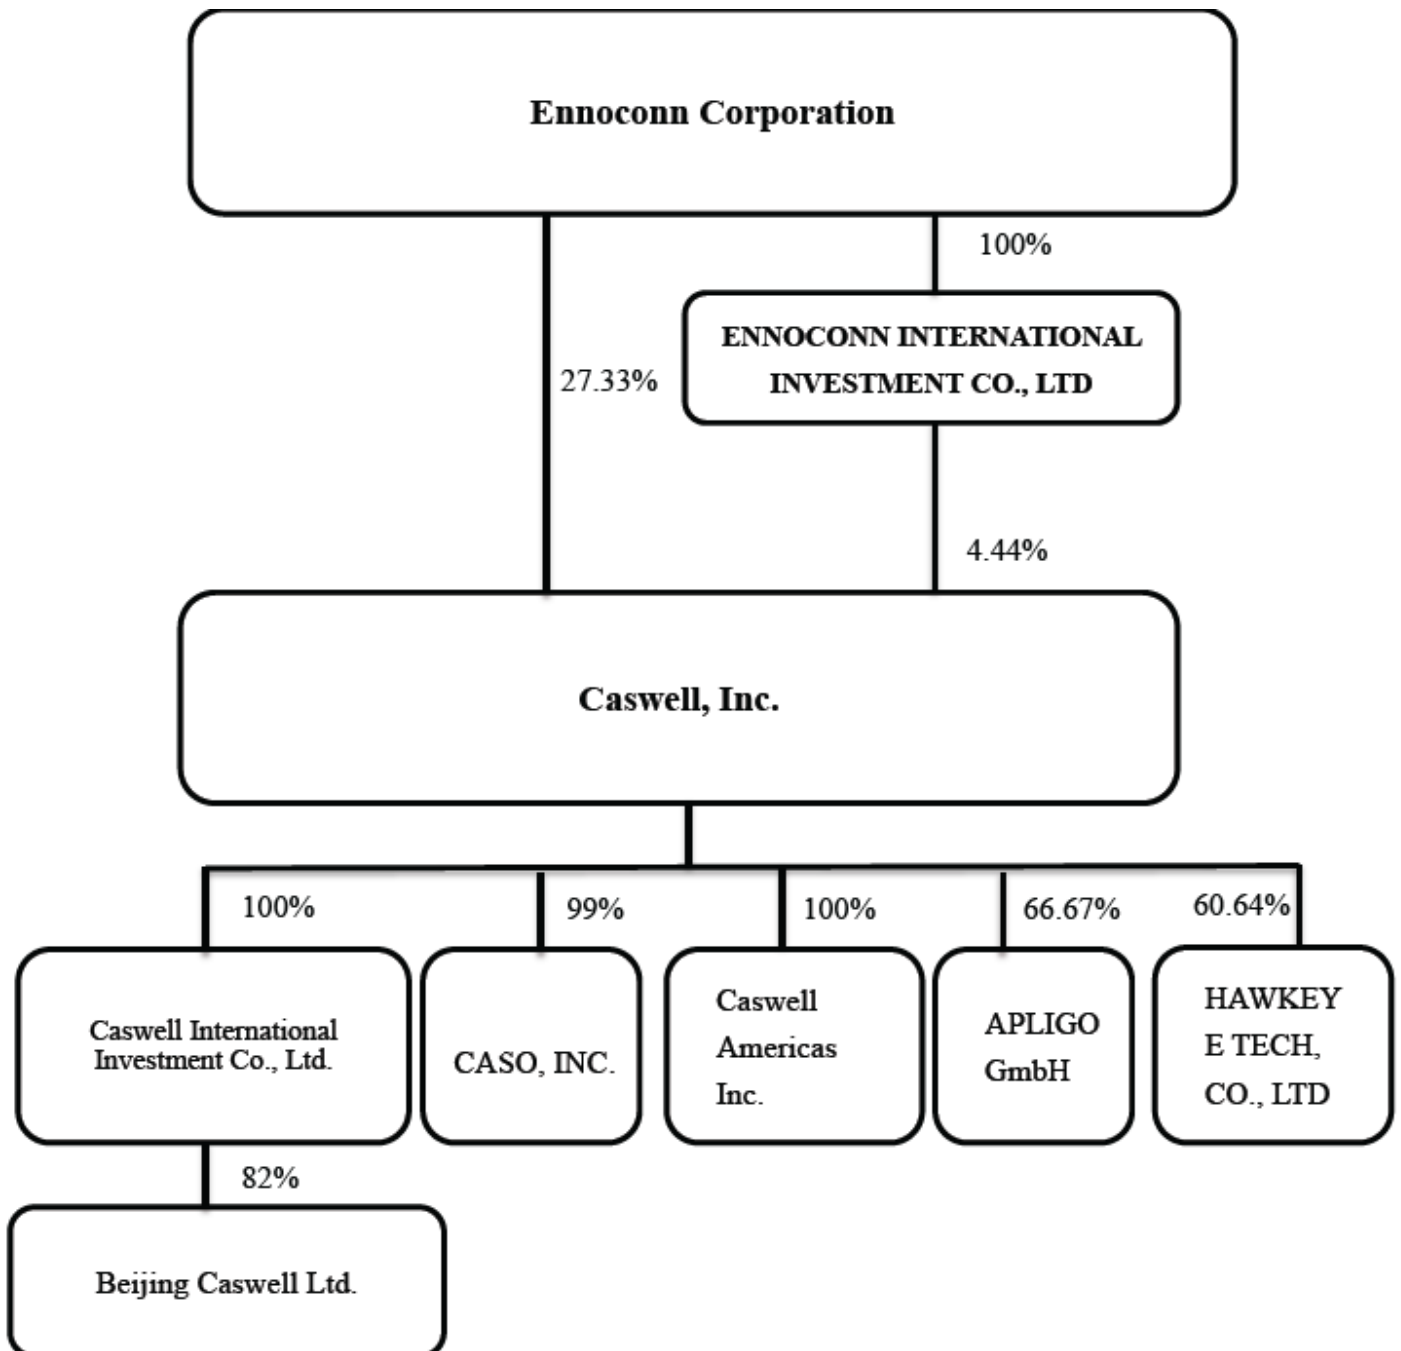 Ennoconn Corporation
100%
ENNOCONN INTERNATIONAL
INVESTMENT CO., LTD
27.33%
4.44%
Caswell, Inc.
100%
99%
100%
66.67%
60.64%
Caswell International
Investment Co., Ltd.
CASO, INC.
Caswell
Americas
Inc.
APLIGO
GmbH
HAWKEY
E TECH,
CO., LTD
82%
Beijing Caswell Ltd.